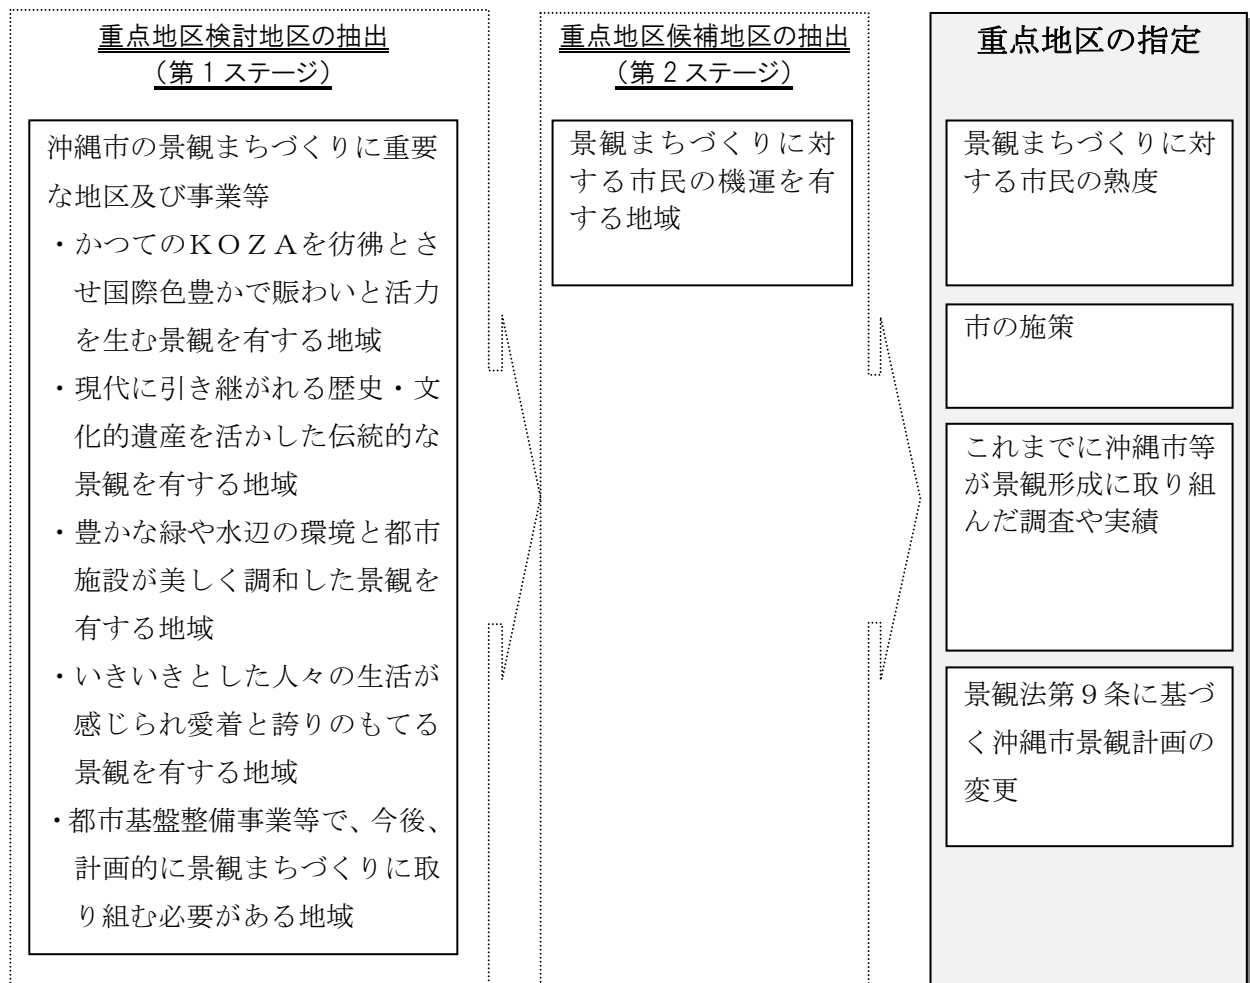 重点地区検討地区の抽出
（第１ステージ）
沖縄市の景観まちづくりに重要
な地区及び事業等
・かつてのＫＯＺＡを彷彿とさ
せ国際色豊かで賑わいと活力
を生む景観を有する地域
・現代に引き継がれる歴史・文
化的遺産を活かした伝統的な
景観を有する地域
・豊かな緑や水辺の環境と都市
施設が美しく調和した景観を
有する地域
・いきいきとした人々の生活が
感じられ愛着と誇りのもてる
景観を有する地域
・都市基盤整備事業等で、今後、
計画的に景観まちづくりに取
り組む必要がある地域
重点地区候補地区の抽出
（第２ステージ）
景観まちづくりに対
する市民の機運を有
する地域
重点地区の指定
景観まちづくりに対
する市民の熟度
市の施策
これまでに沖縄市等
が景観形成に取り組
んだ調査や実績
景観法第９条に基づ
く沖縄市景観計画の
変更